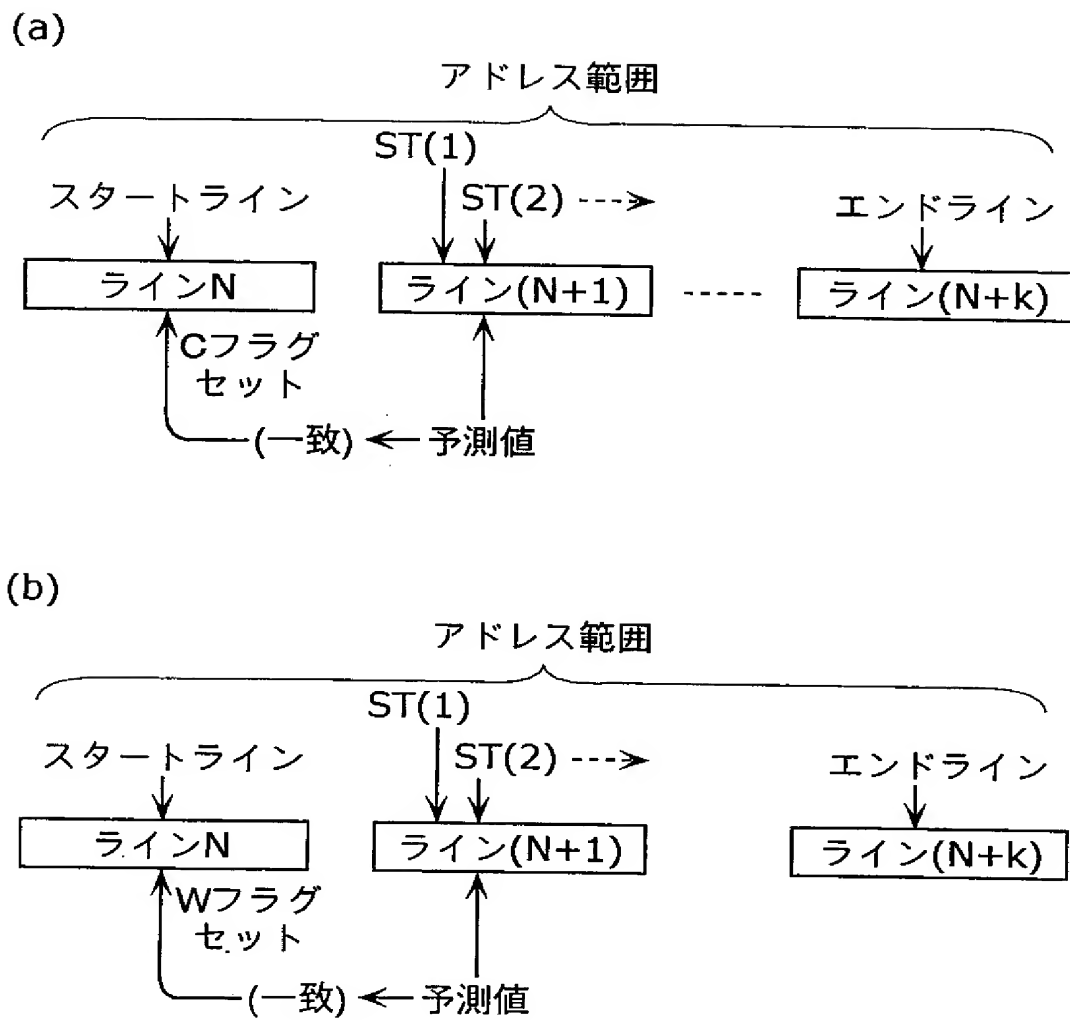 (a)
アドレス範囲
ST(1)
スタートライン
ST(2)
エンドライン
ラインN
ライン(N+1)
ライン(N+k)
Cフラグ
セット
(一致)
予測値
(b)
アドレス範囲
ST(1)
スタートライン
ST(2)
エンドライン
ラインN
ライン(N+1)
ライン(N+k)
Wフラグ
セット
(一致)
予測値